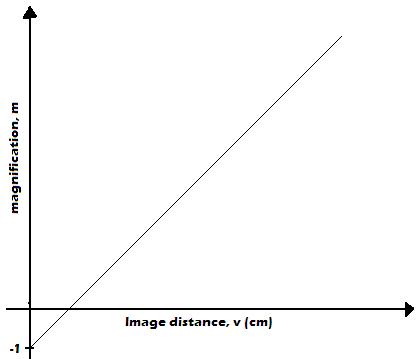 magnification, m
Image distance, v (cm)
-1